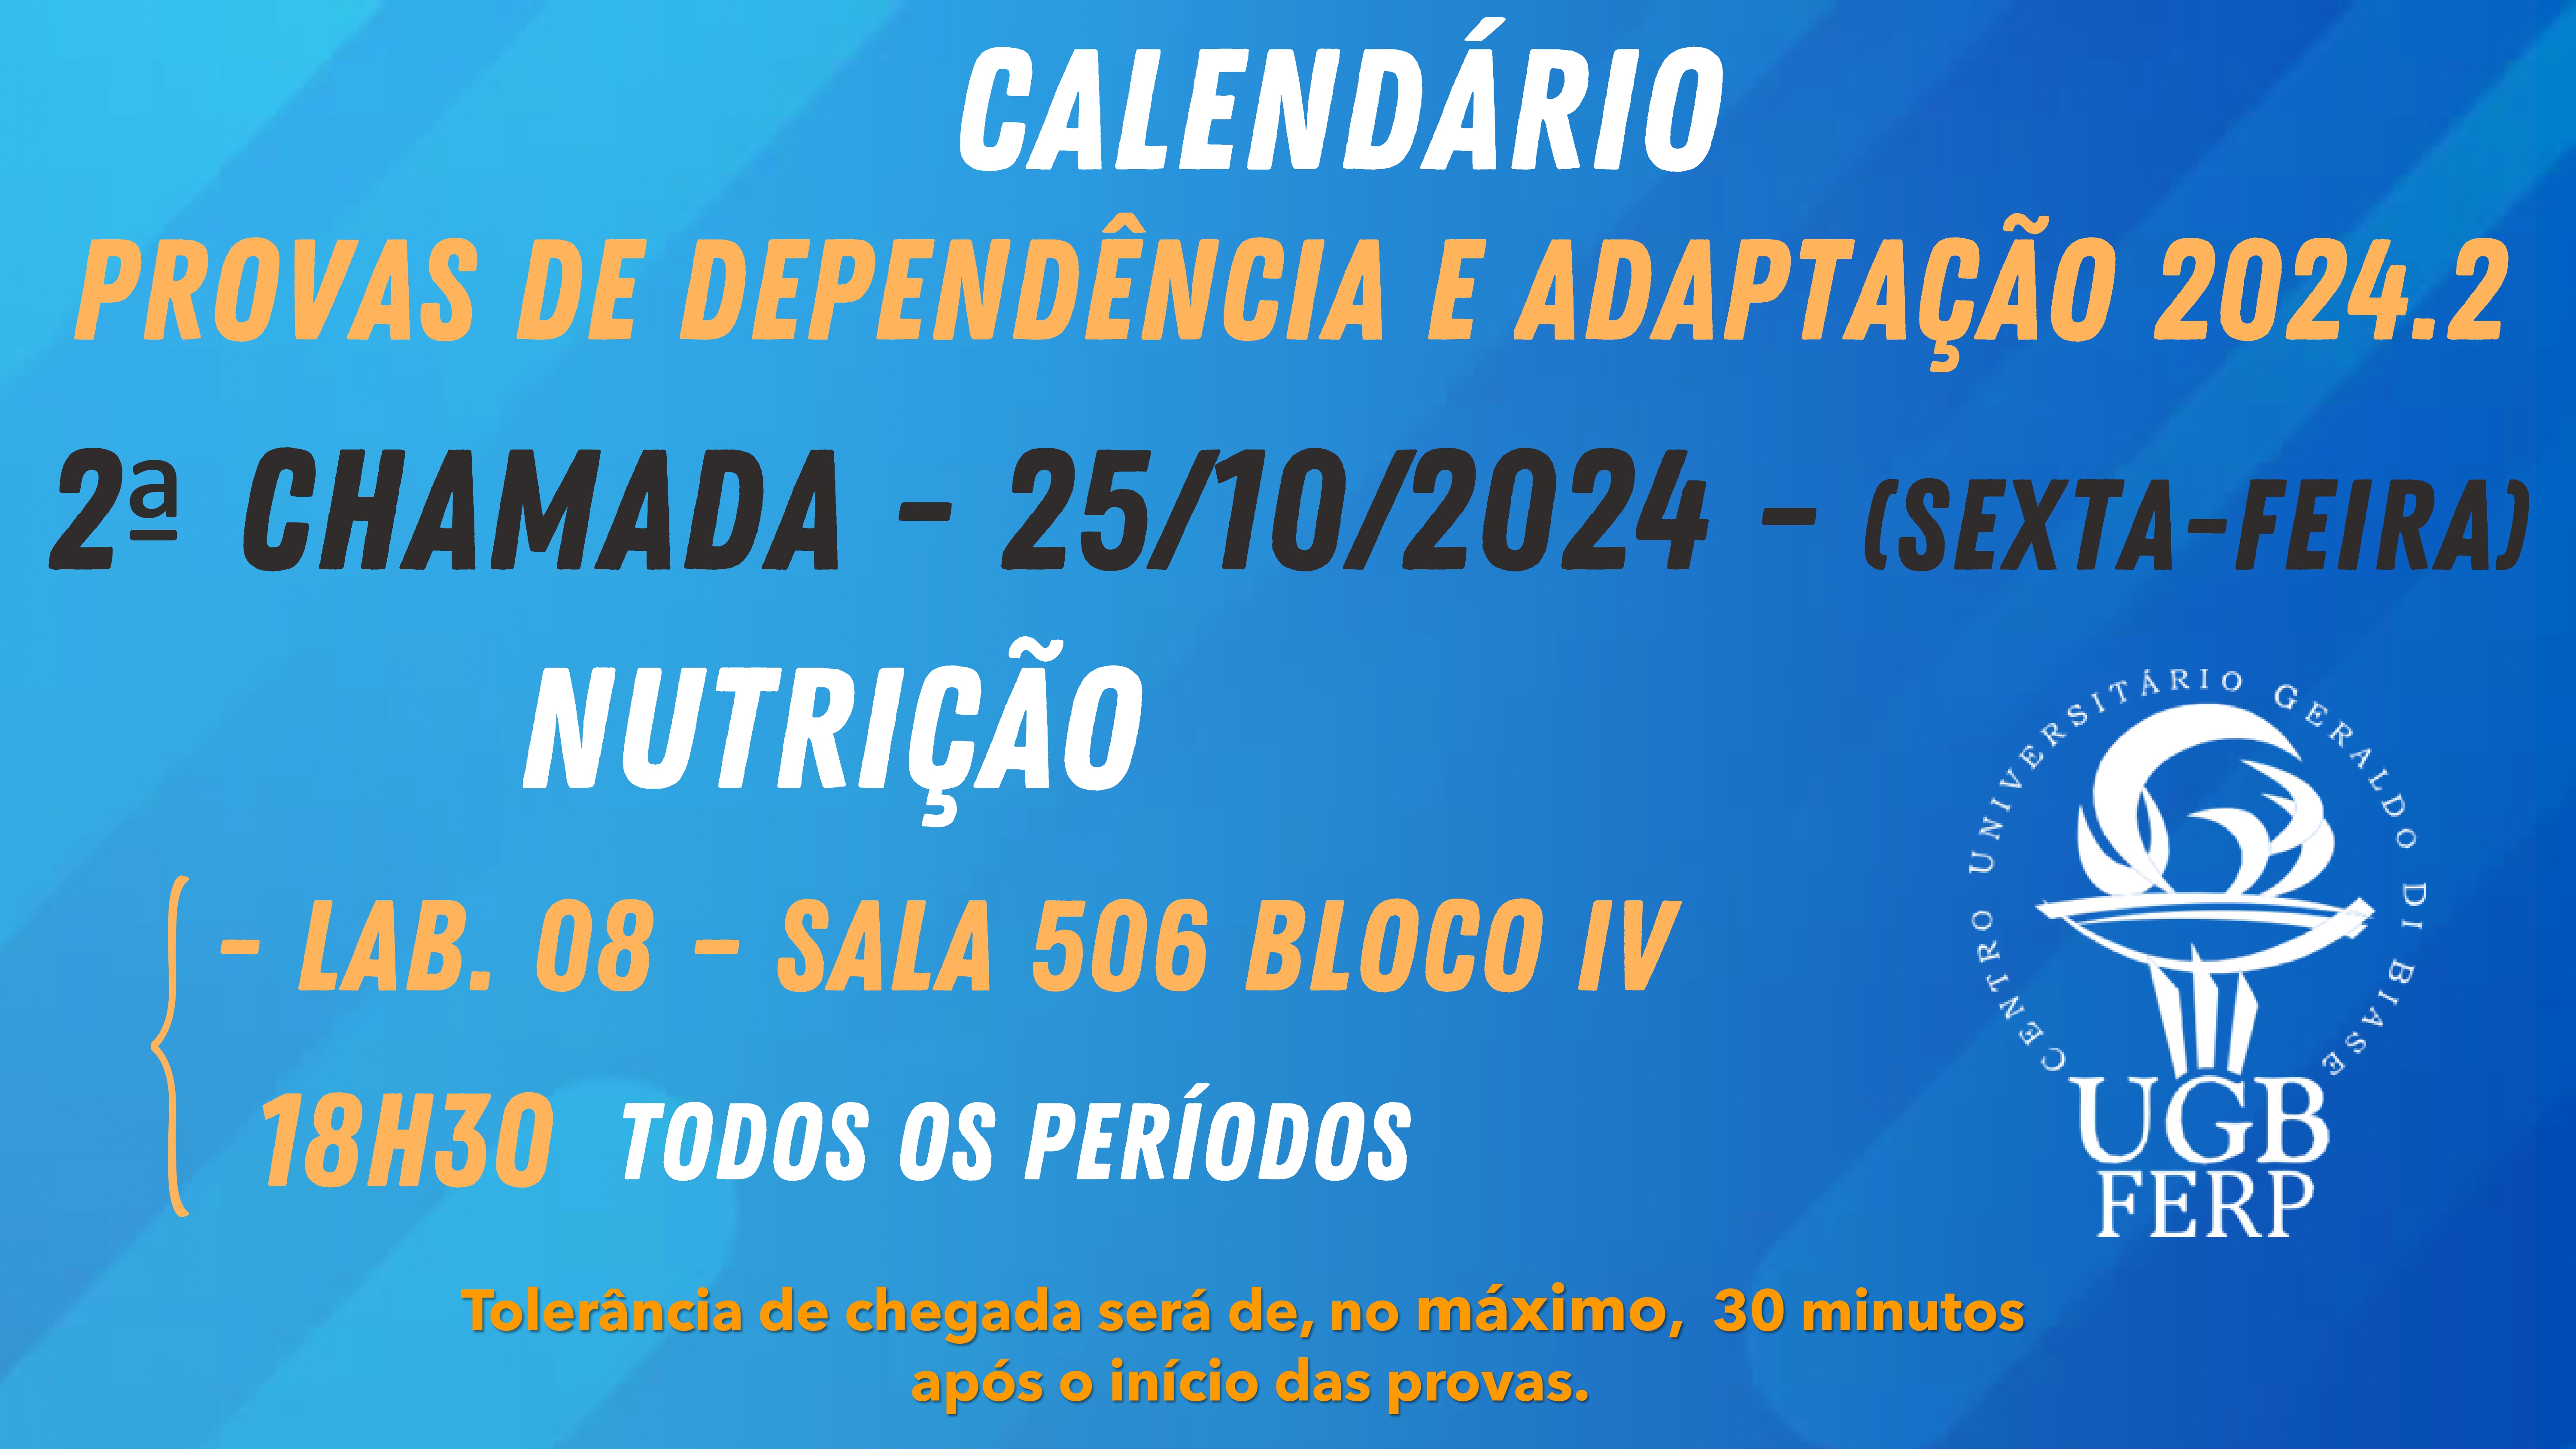 CALENDÁRIO
PROVAS DE DEPENDÊNCIA E ADAPTAÇÃO 2024.2
2ª CHAMADA - 25/10/2024 - (SEXTA-FEIRA)
NUTRIÇÃO
- LAB. 08 - SALA 506 BLOCO IV
18H30 TODOS OS PERÍODOS
CENTRO UNIVERSITÁRIO GERALDO DI BIASE
UGB
FERP
Tolerância de chegada será de, no máximo, 30 minutos
após o início das provas.